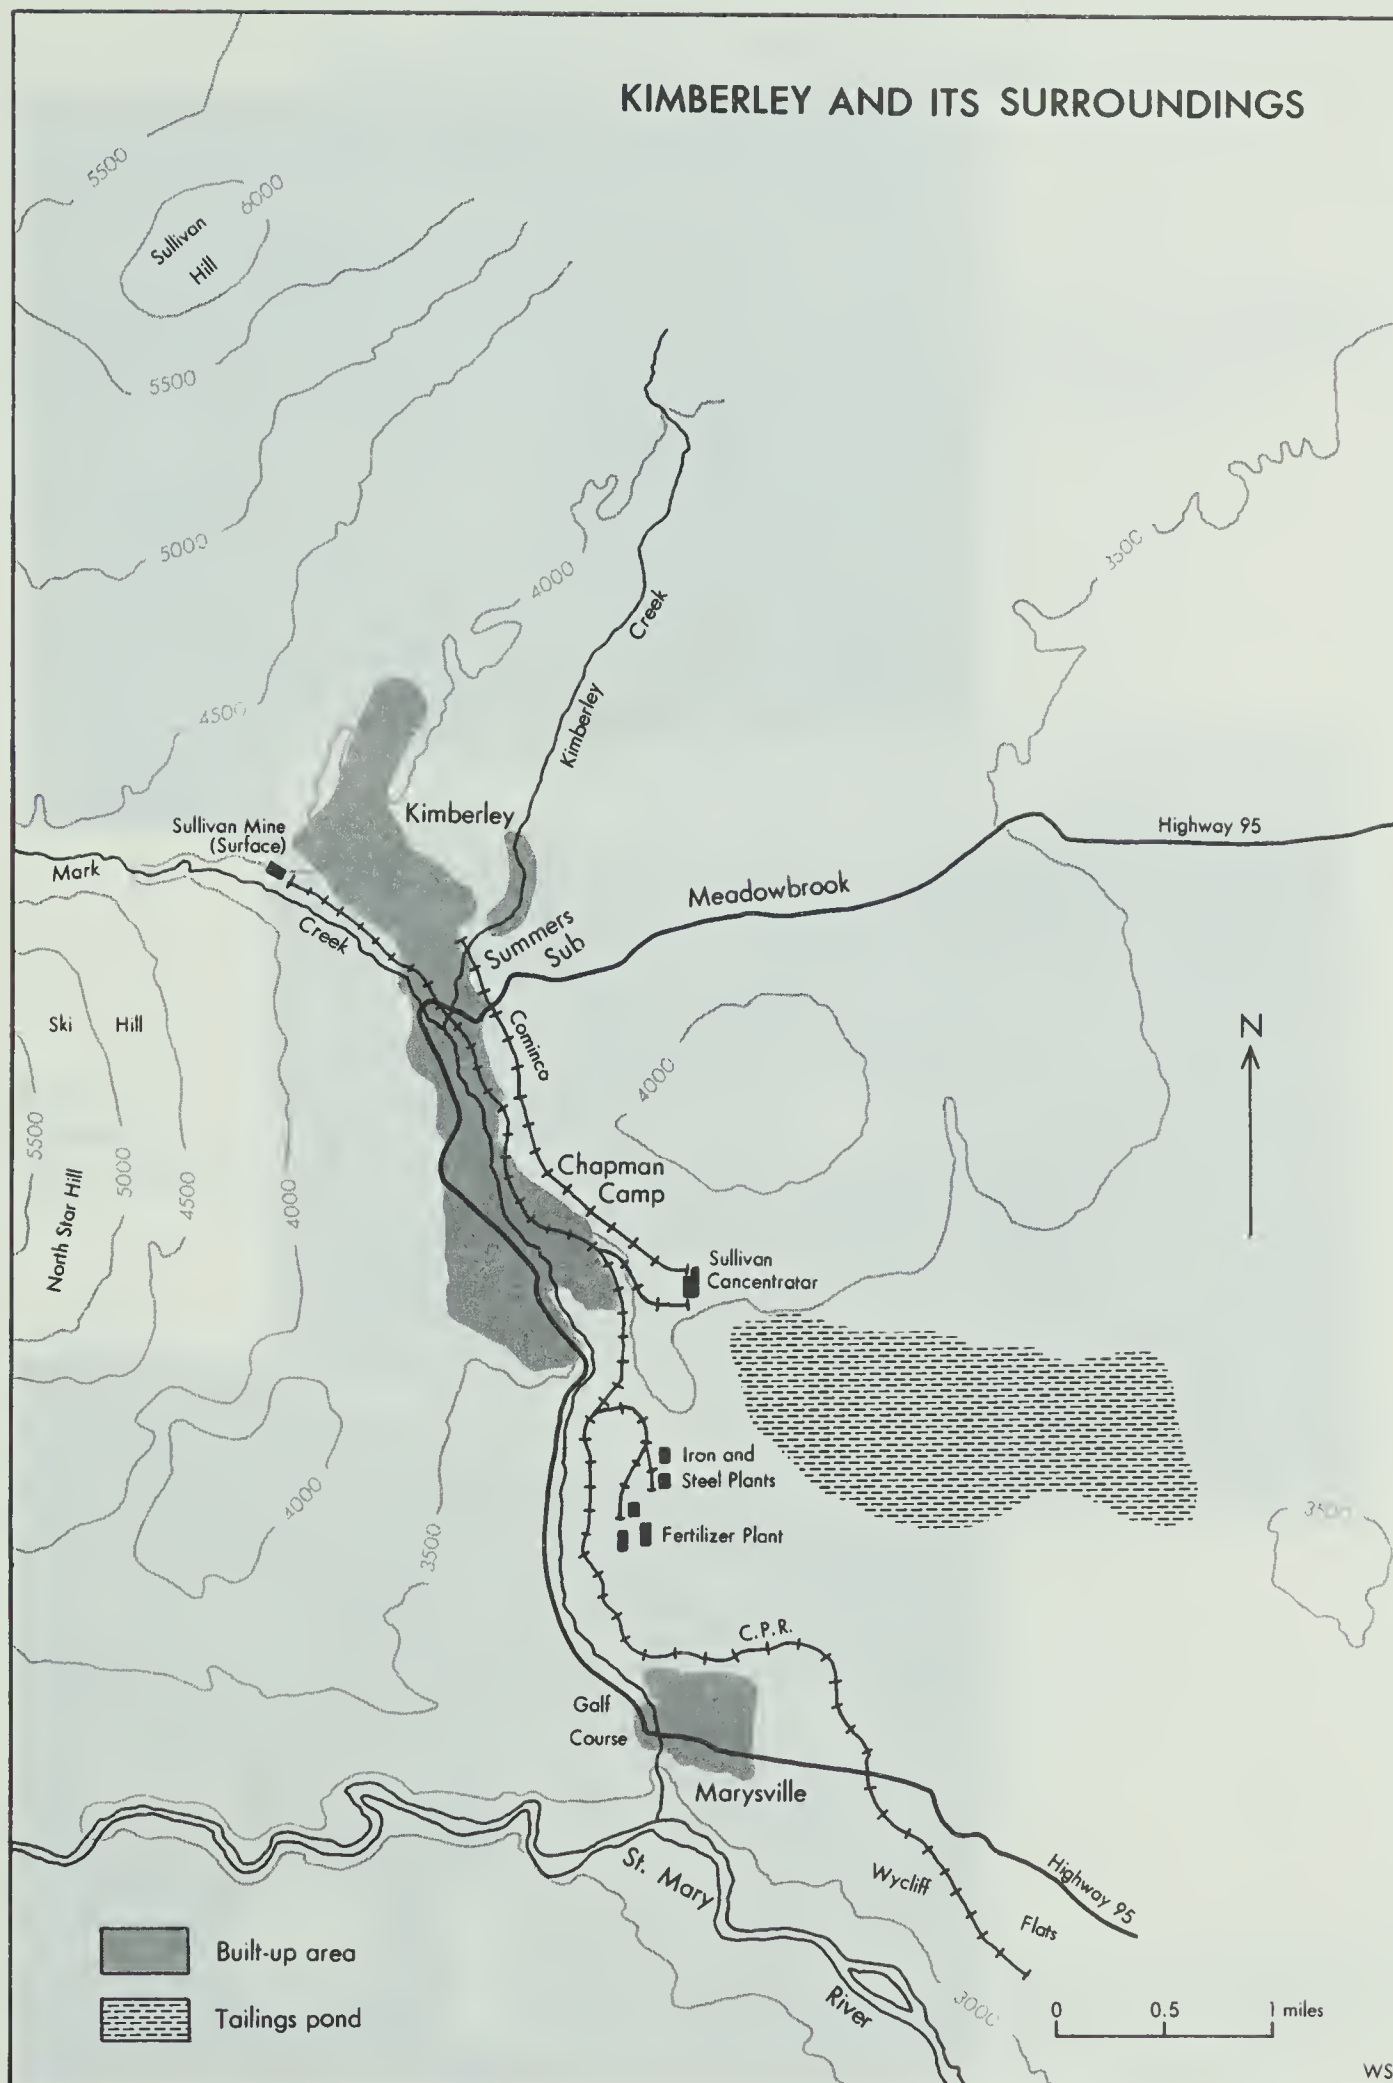 KIMBERLEY AND ITS SURROUNDINGS
5500
6000
Sullivan
Hill
5500
5000
3500
4000
Creek
Kimberley
4500
Kimberley
Sullivan Mine
(Surface)
Highway 95
Mark
Creek
Meadowbrook
Summers
Sub
Ski Hill
Cominco
N
4000
5500
5000
4500
4000
North Star Hill
Chapman
Camp
Sullivan
Concentrator
Iron and
Steel Plants
4000
3500
3500
Fertilizer Plant
C.P.R.
Golf
Course
Marysville
St. Mary
River
Wycliff
Flats
Highway 95
3000
Built-up area
Tailings pond
0 0.5 1 miles
WS